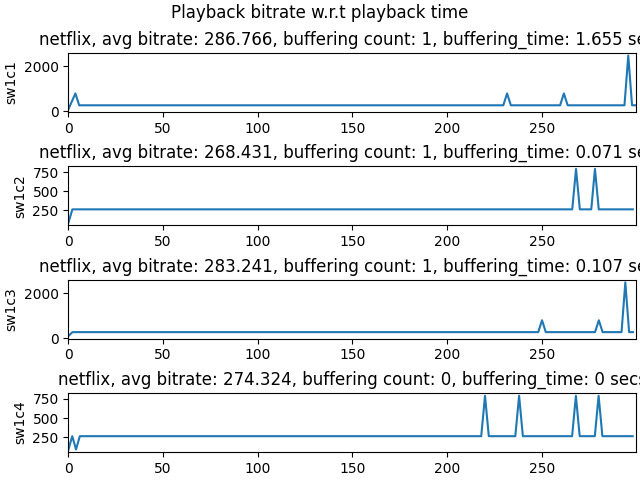 Playback bitrate w.r.t playback time
netflix, avg bitrate: 286.766, buffering count: 1, buffering_time: 1.655 se
sw1c1
2000
0
0 50 100 150 200 250
netflix, avg bitrate: 268.431, buffering count: 1, buffering_time: 0.071 se
sw1c2
750
500
250
0 50 100 150 200 250
netflix, avg bitrate: 283.241, buffering count: 1, buffering_time: 0.107 se
sw1c3
2000
0
0 50 100 150 200 250
netflix, avg bitrate: 274.324, buffering count: 0, buffering_time: 0 secs
sw1c4
750
500
250
0 50 100 150 200 250